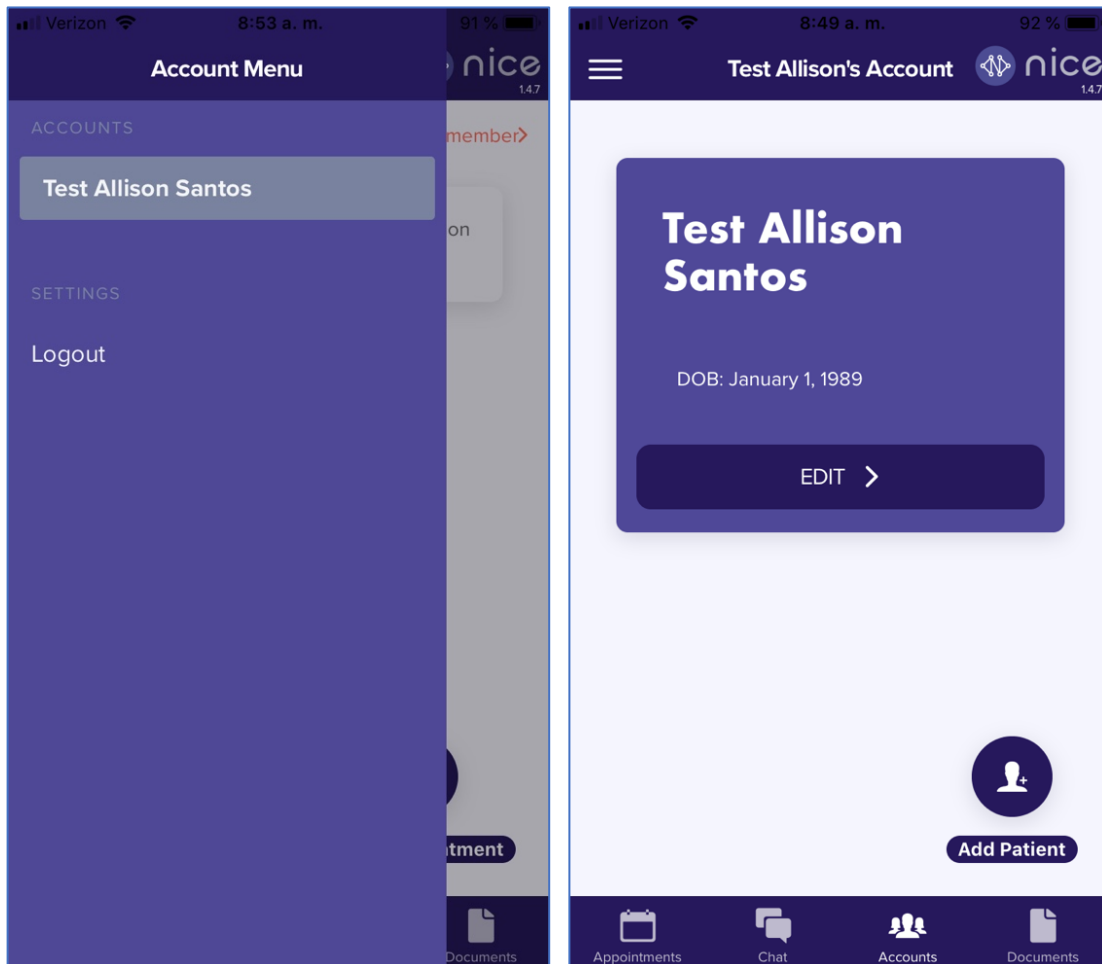 Verizon 8:53 a. m. 91 %
Account Menu
nice
1.4.7
ACCOUNTS
member
Test Allison Santos
on
SETTINGS
Logout
tment
Documents
Verizon 8:49 a. m. 92 %
Test Allison's Account
nice
1.4.7
Test Allison
Santos
DOB: January 1, 1989
EDIT
Add Patient
Appointments Chat Accounts Documents